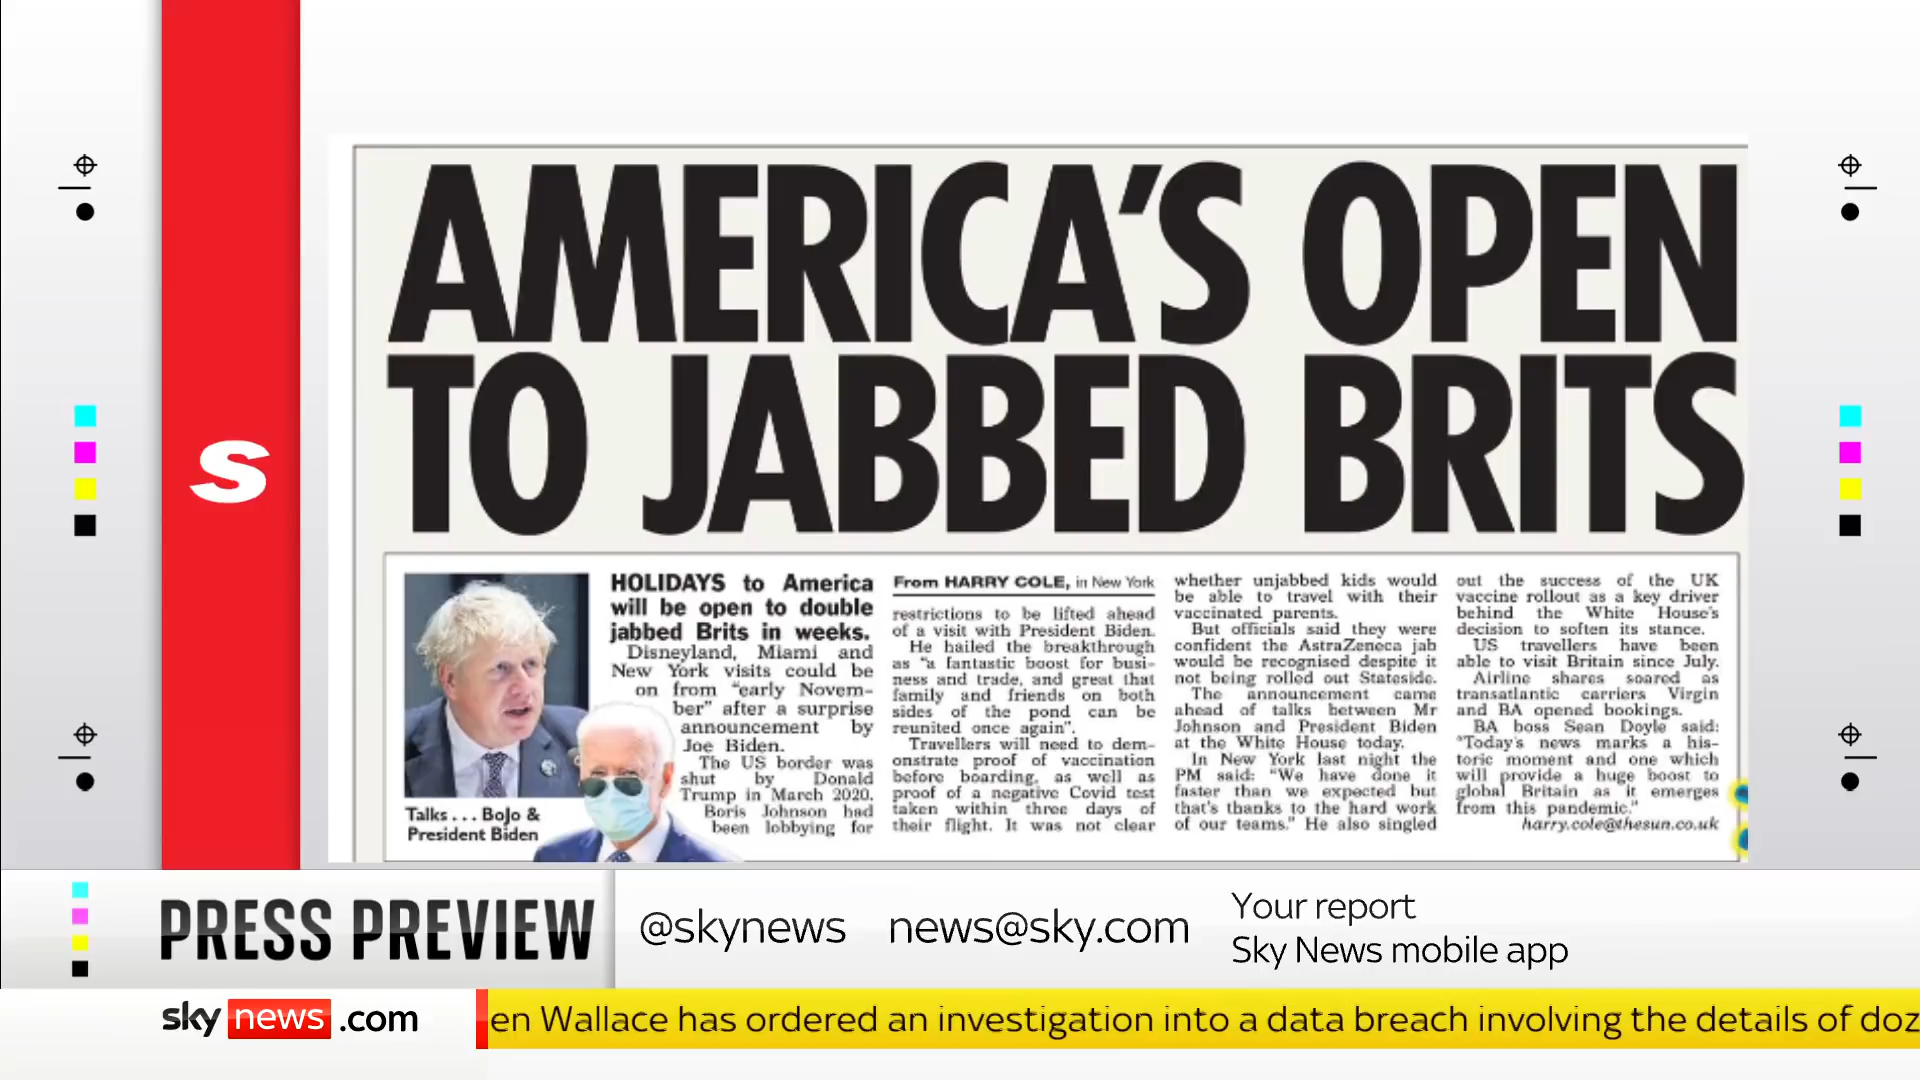 AMERICA'S OPEN
TO JABBED BRITS
Talks . . . BoJo &
President Biden
HOLIDAYS to America
will be open to double
jabbed Brits in weeks.
Disneyland, Miami and
New York visits could be
on from "early Novem-
ber" after a surprise
announcement by
Joe Biden.
The US border was
shut by Donald
Trump in March 2020.
Boris Johnson had
been lobbying for
From HARRY COLE, in New York
restrictions to be lifted ahead
of a visit with President Biden.
He hailed the breakthrough
as "a fantastic boost for busi-
ness and trade, and great that
family and friends on both
sides of the pond can be
reunited once again".
Travellers will need to dem-
onstrate proof of vaccination
before boarding, as well as
proof of a negative Covid test
taken within three days of
their flight. It was not clear
whether unjabbed kids would
be able to travel with their
vaccinated parents.
But officials said they were
confident the AstraZeneca jab
would be recognised despite it
not being rolled out Stateside.
The announcement came
ahead of talks between Mr
Johnson and President Biden
at the White House today.
In New York last night the
PM said: "We have done it
faster than we expected but
that's thanks to the hard work
of our teams." He also singled
out the success of the UK
vaccine rollout as a key driver
behind the White House's
decision to soften its stance.
US travellers have been
able to visit Britain since July.
Airline shares soared as
transatlantic carriers Virgin
and BA opened bookings.
BA boss Sean Doyle said:
"Today's news marks a his-
toric moment and one which
will provide a huge boost to
global Britain as it emerges
from this pandemic."
harry.cole@thesun.co.uk
S
PRESS PREVIEW
@skynews news@sky.com
Your report
Sky News mobile app
sky news .com
en Wallace has ordered an investigation into a data breach involving the details of doz